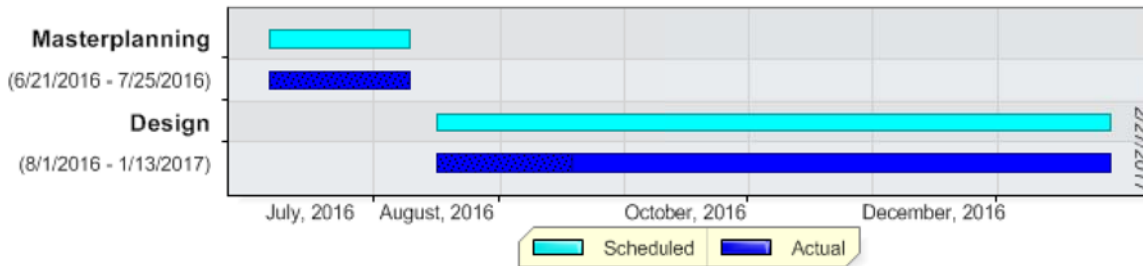 Masterplanning
(6/21/2016 - 7/25/2016)
Design
(8/1/2016 - 1/13/2017)
July, 2016 August, 2016 October, 2016 December, 2016
Scheduled Actual